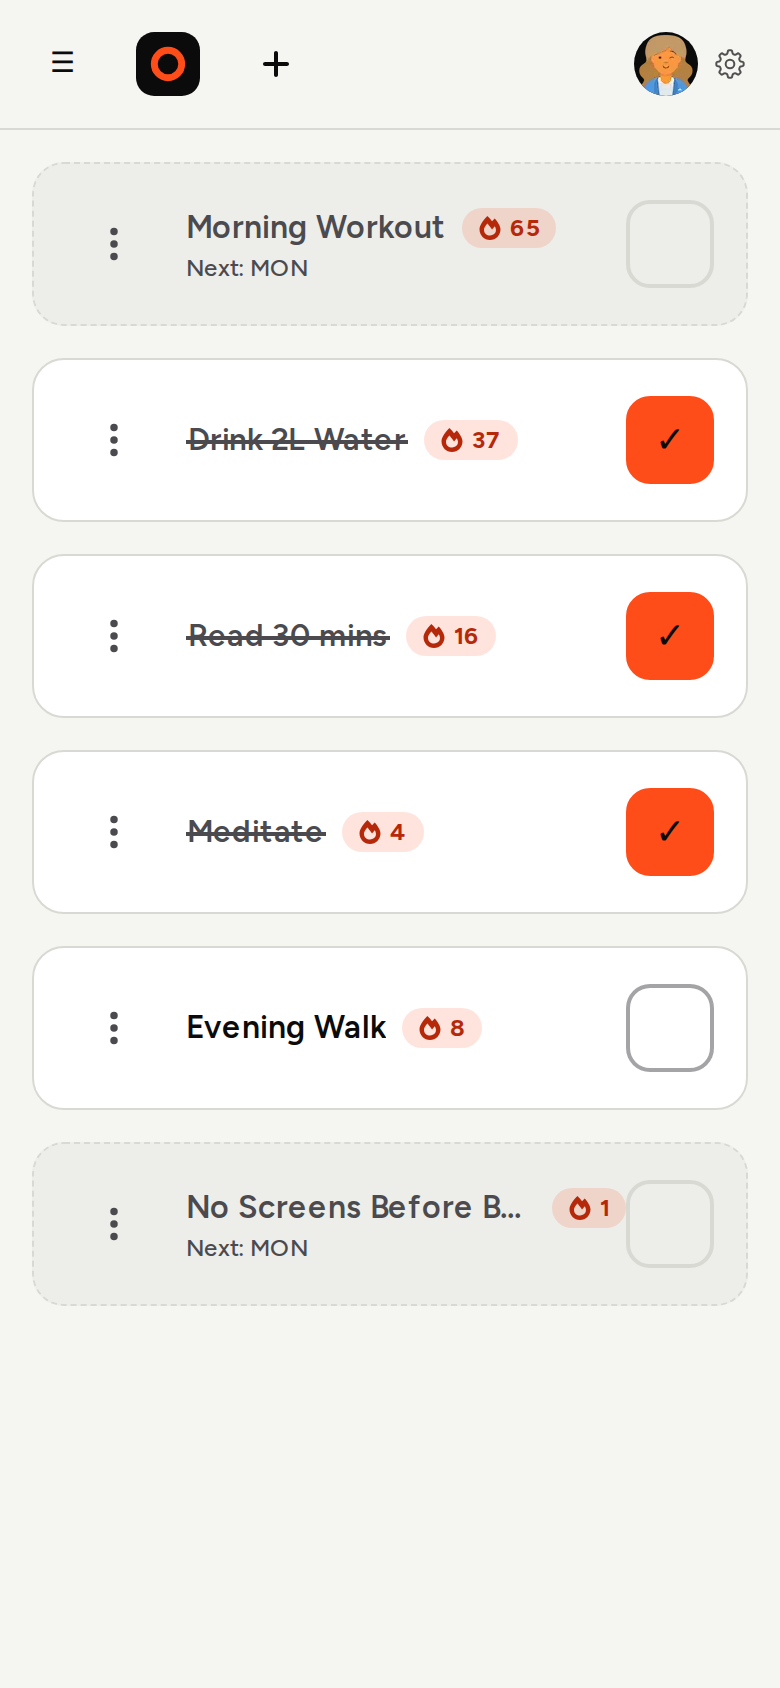 Morning Workout 65
Next: MON
Drink 2L Water 37
✓
Read 30 mins 16
✓
Meditate 4
✓
Evening Walk 8
No Screens Before B... 1
Next: MON